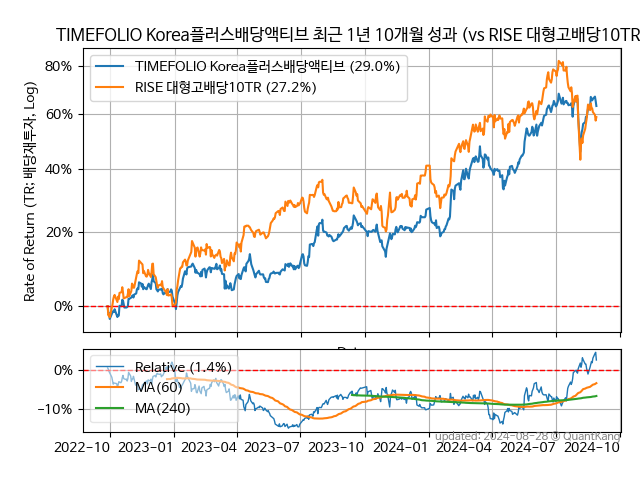 TIMEFOLIO Korea플러스배당액티브 최근 1년 10개월 성과 (vs RISE 대형고배당10TR
Rate of Return (TR: 배당재투자, Log)
80%
60%
40%
20%
0%
TIMEFOLIO Korea플러스배당액티브 (29.0%)
RISE 대형고배당10TR (27.2%)
0%
−10%
Relative (1.4%)
MA(60)
MA(240)
2022−10 2023−01 2023−04 2023−07 2023−10 2024−01 2024−04 2024−07 2024−10
updated: 2024-08-28 © QuantKang